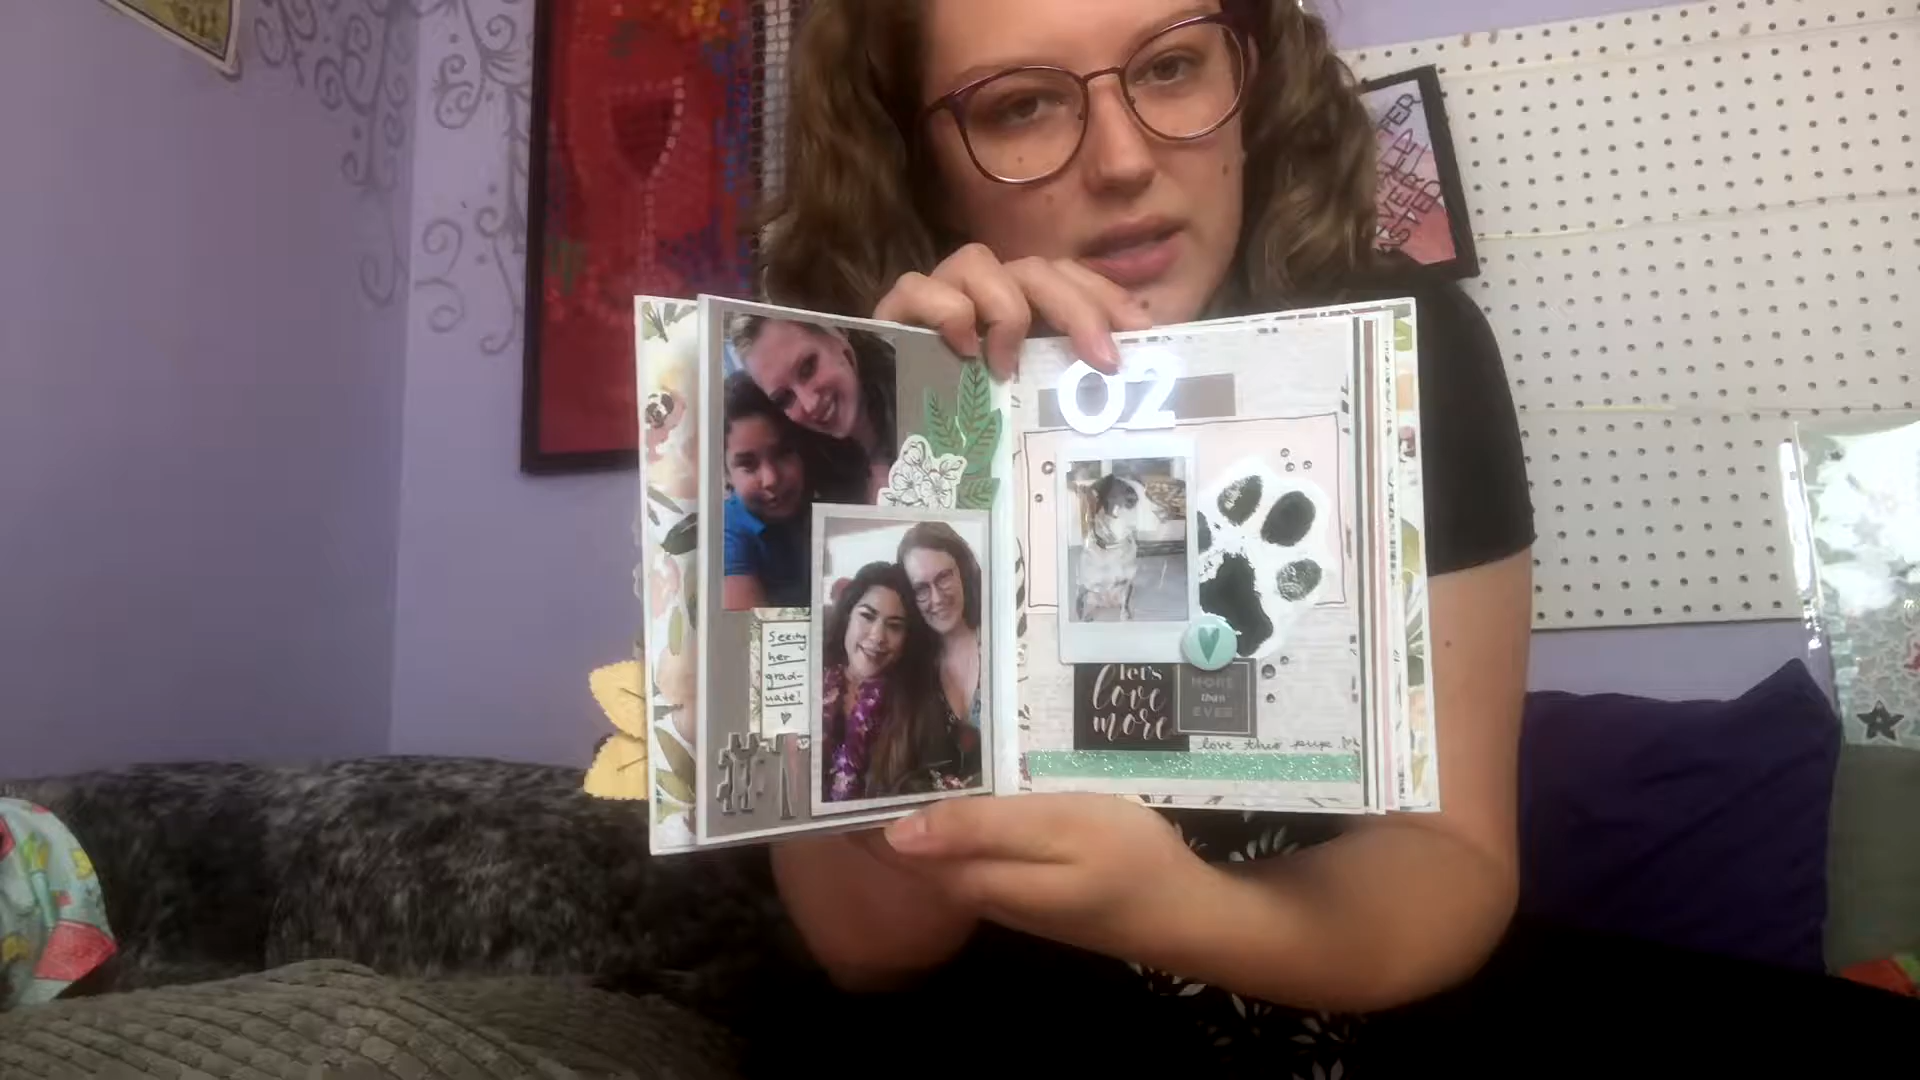 Seeing
her
grad-
uate!
#1
02
let's
love
more
MORE
than
EVER
love this pup